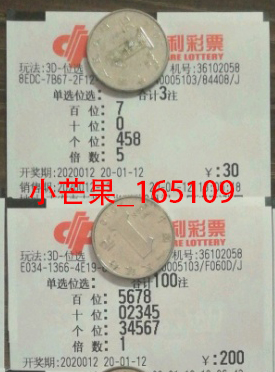 利彩票
RE LOTTERY
玩法:3D-位选 机号:36102058
8EDC-7B67-2F12 0005103/84408/J
单选位选: 合计3注
百 位: 7
十 位: 0
个 位: 458
倍 数: 5
开奖期:2020012 20-01-12 ¥:30
小芒果_165109
利彩票
RE LOTTERY
玩法:3D-位选 机号:36102058
E034-1366-4E19- 0005103/F060D/J
单选位选: 合计100注
百 位: 5678
十 位: 02345
个 位: 34567
倍 数: 1
开奖期:2020012 20-01-12 ¥:200